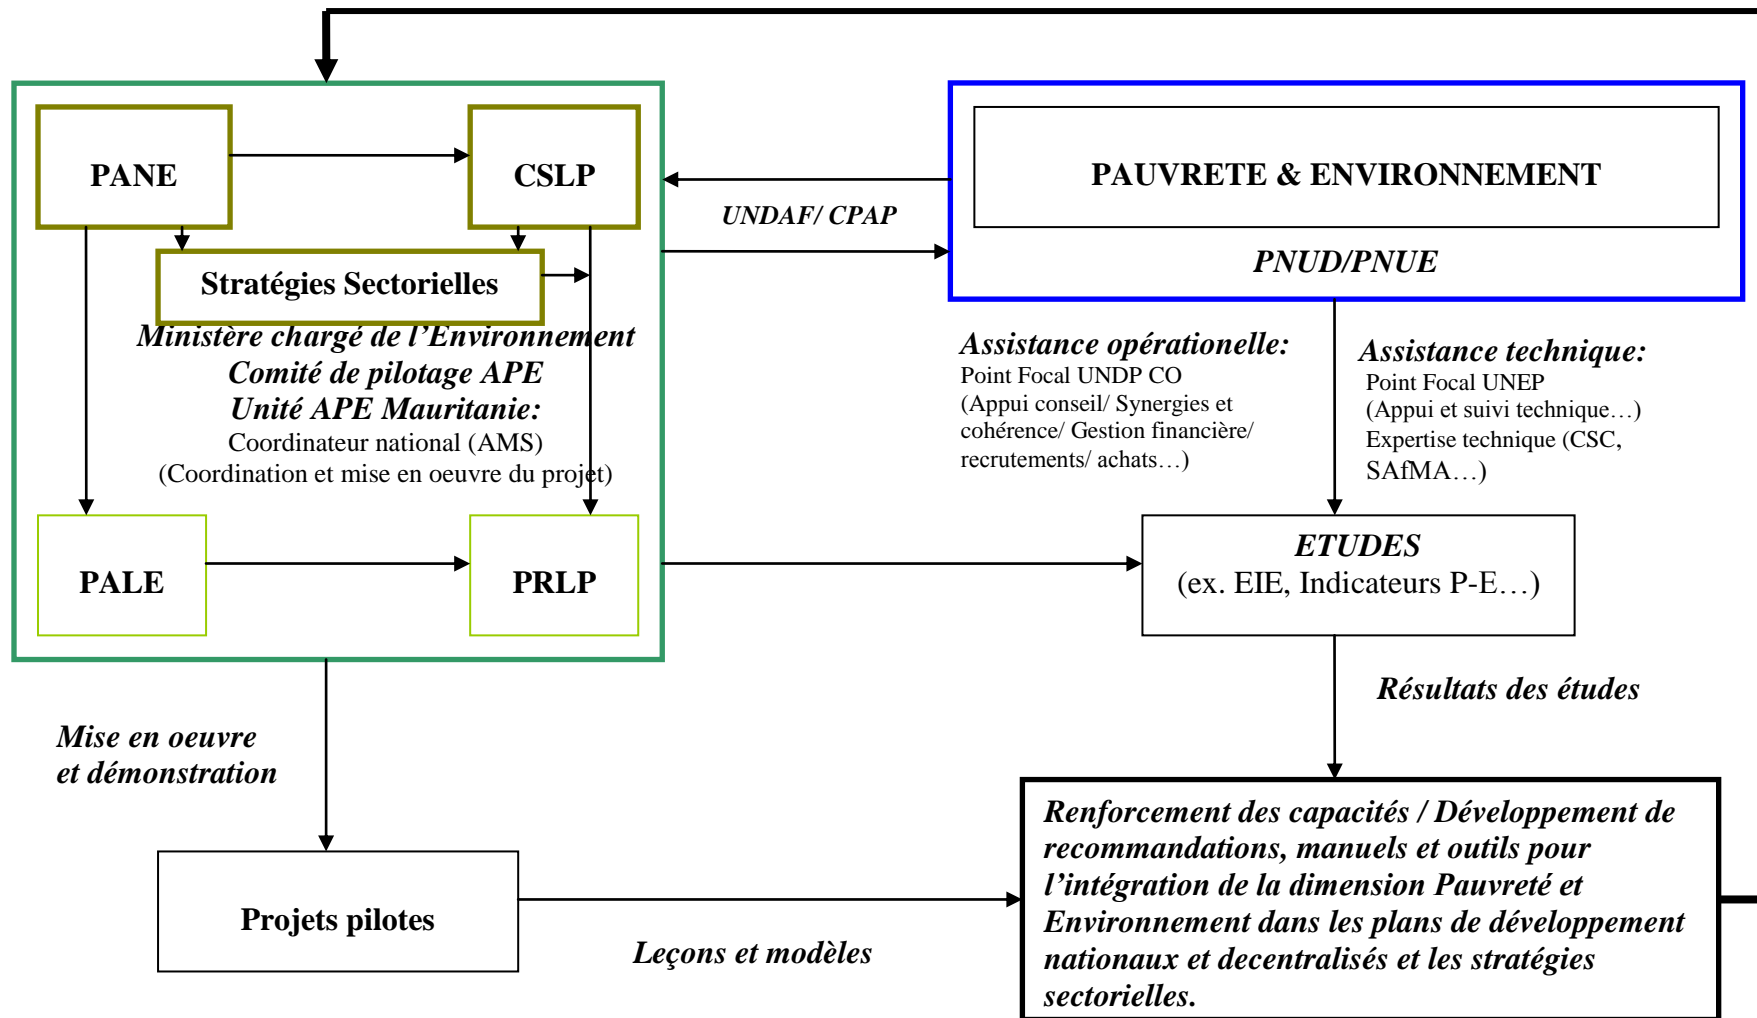 PANE
CSLP
Stratégies Sectorielles
Ministère chargé de l'Environnement
Comité de pilotage APE
Unité APE Mauritanie:
Coordinateur national (AMS)
(Coordination et mise en oeuvre du projet)
PALE
PRLP
UNDAF/ CPAP
PAUVRETE & ENVIRONNEMENT
PNUD/PNUE
Assistance opérationelle:
Point Focal UNDP CO
(Appui conseil/ Synergies et
cohérence/ Gestion financière/
recrutements/ achats…)
Assistance technique:
Point Focal UNEP
(Appui et suivi technique…)
Expertise technique (CSC,
SAfMA…)
ETUDES
(ex. EIE, Indicateurs P-E…)
Résultats des études
Mise en oeuvre
et démonstration
Projets pilotes
Leçons et modèles
Renforcement des capacités / Développement de
recommandations, manuels et outils pour
l'intégration de la dimension Pauvreté et
Environnement dans les plans de développement
nationaux et decentralisés et les stratégies
sectorielles.